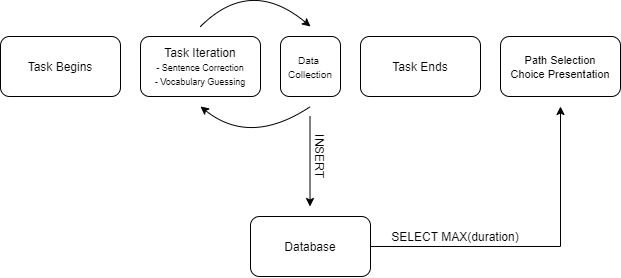 Task Begins
Task Iteration
- Sentence Correction
- Vocabulary Guessing
Data
Collection
Task Ends
Path Selection
Choice Presentation
INSERT
Database
SELECT MAX(duration)